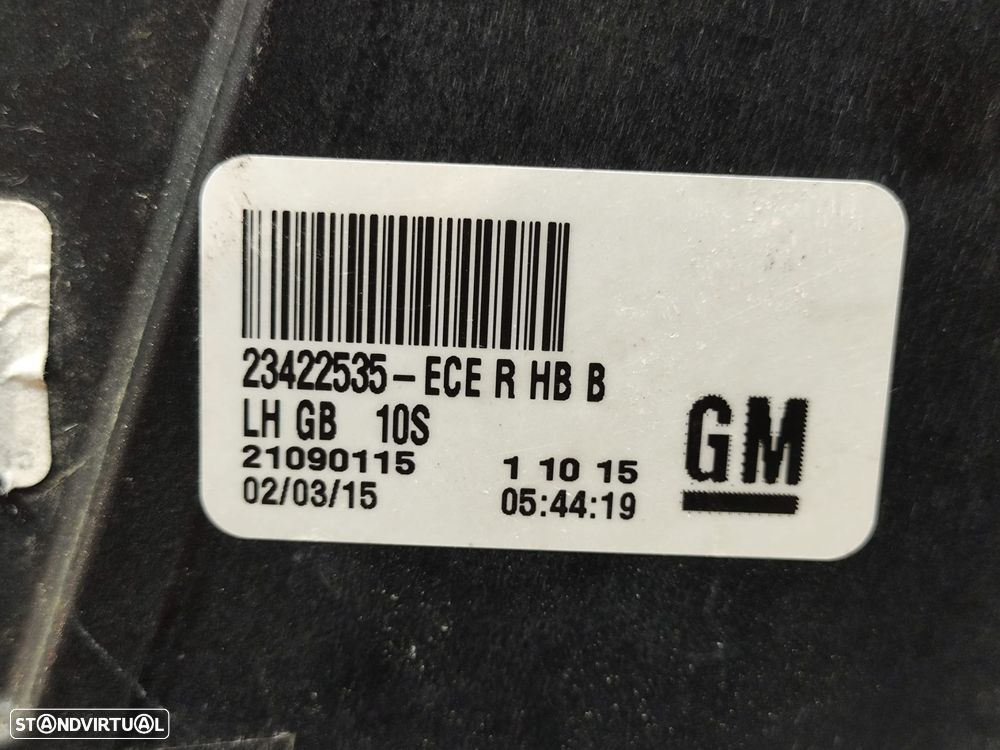 23422535-ECE R HB B
LH GB 10S
21090115 1 10 15
02/03/15 05:44:19
GM
STANDVIRTUAL